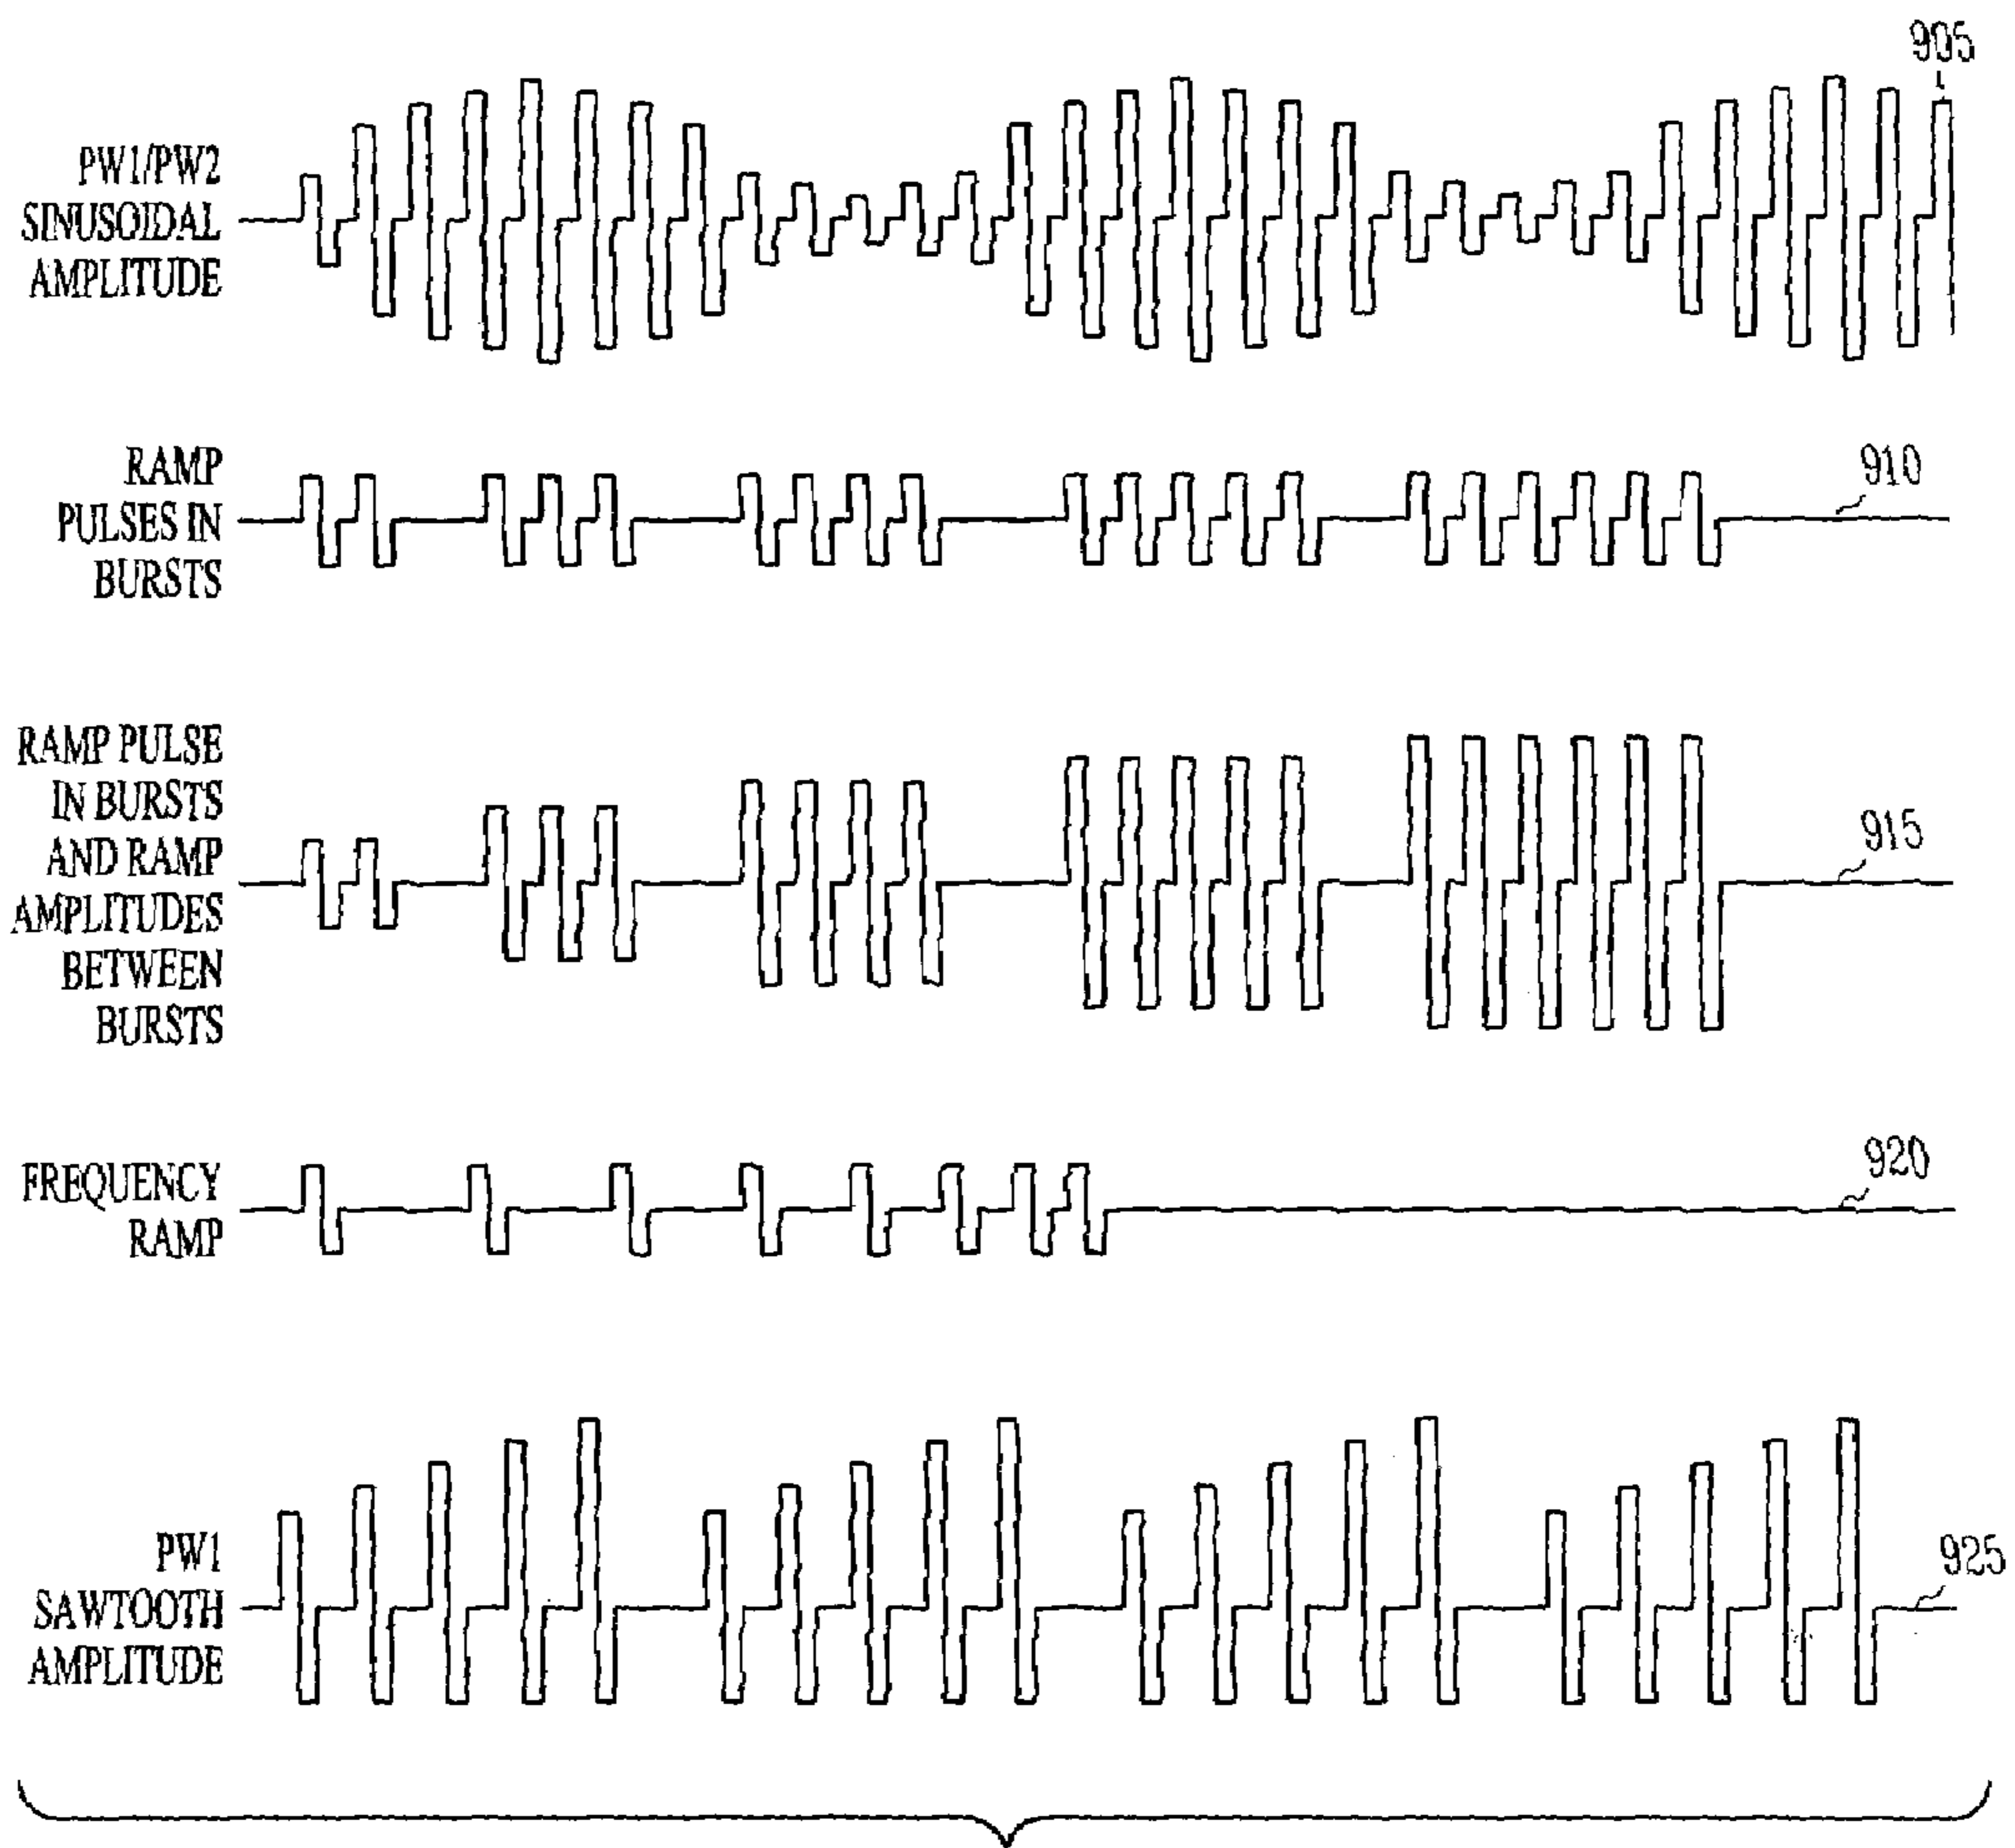 905
PW1/PW2
SINUSOIDAL
AMPLITUDE
RAMP
PULSES IN
BURSTS
910
RAMP PULSE
IN BURSTS
AND RAMP
AMPLITUDES
BETWEEN
BURSTS
915
FREQUENCY
RAMP
920
PW1
SAWTOOTH
AMPLITUDE
925